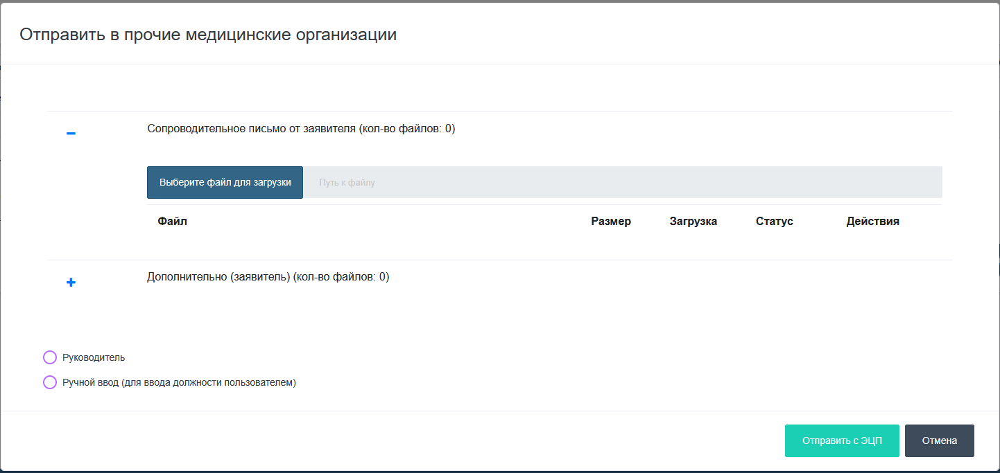 Отправить в прочие медицинские организации
Сопроводительное письмо от заявителя (кол-во файлов: 0)
Выберите файл для загрузки Путь к файлу
Файл Размер Загрузка Статус Действия
Дополнительно (заявитель) (кол-во файлов: 0)
Руководитель
Ручной ввод (для ввода должности пользователем)
Отправить с ЭЦП Отмена